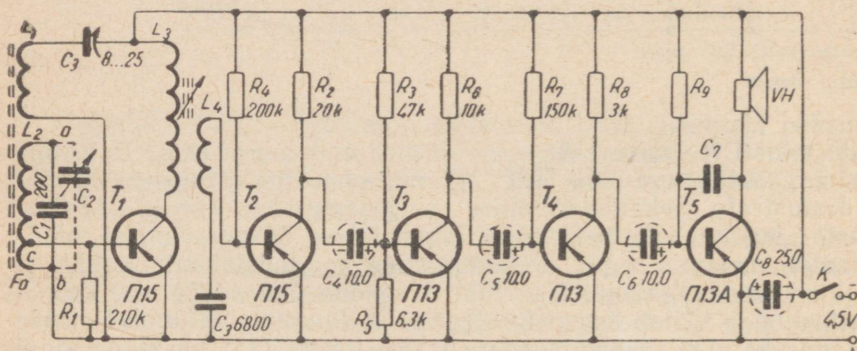 L₁
C₃ 8...25
L₃
L₄
R₄ 200k
R₂ 20k
R₃ 47k
R₆ 10k
R₇ 150k
R₈ 3k
R₉
VH
L₂
a
C₂
200
C₁
c
b
Fa
T₁
П15
R₁ 210k
T₂
П15
C₃ 6800
C₄ 10,0
T₃
П13
R₅ 6,3k
C₅ 10,0
T₄
П13
C₆ 10,0
C₇
T₅
П13A
C₈ 25,0
K
4,5V